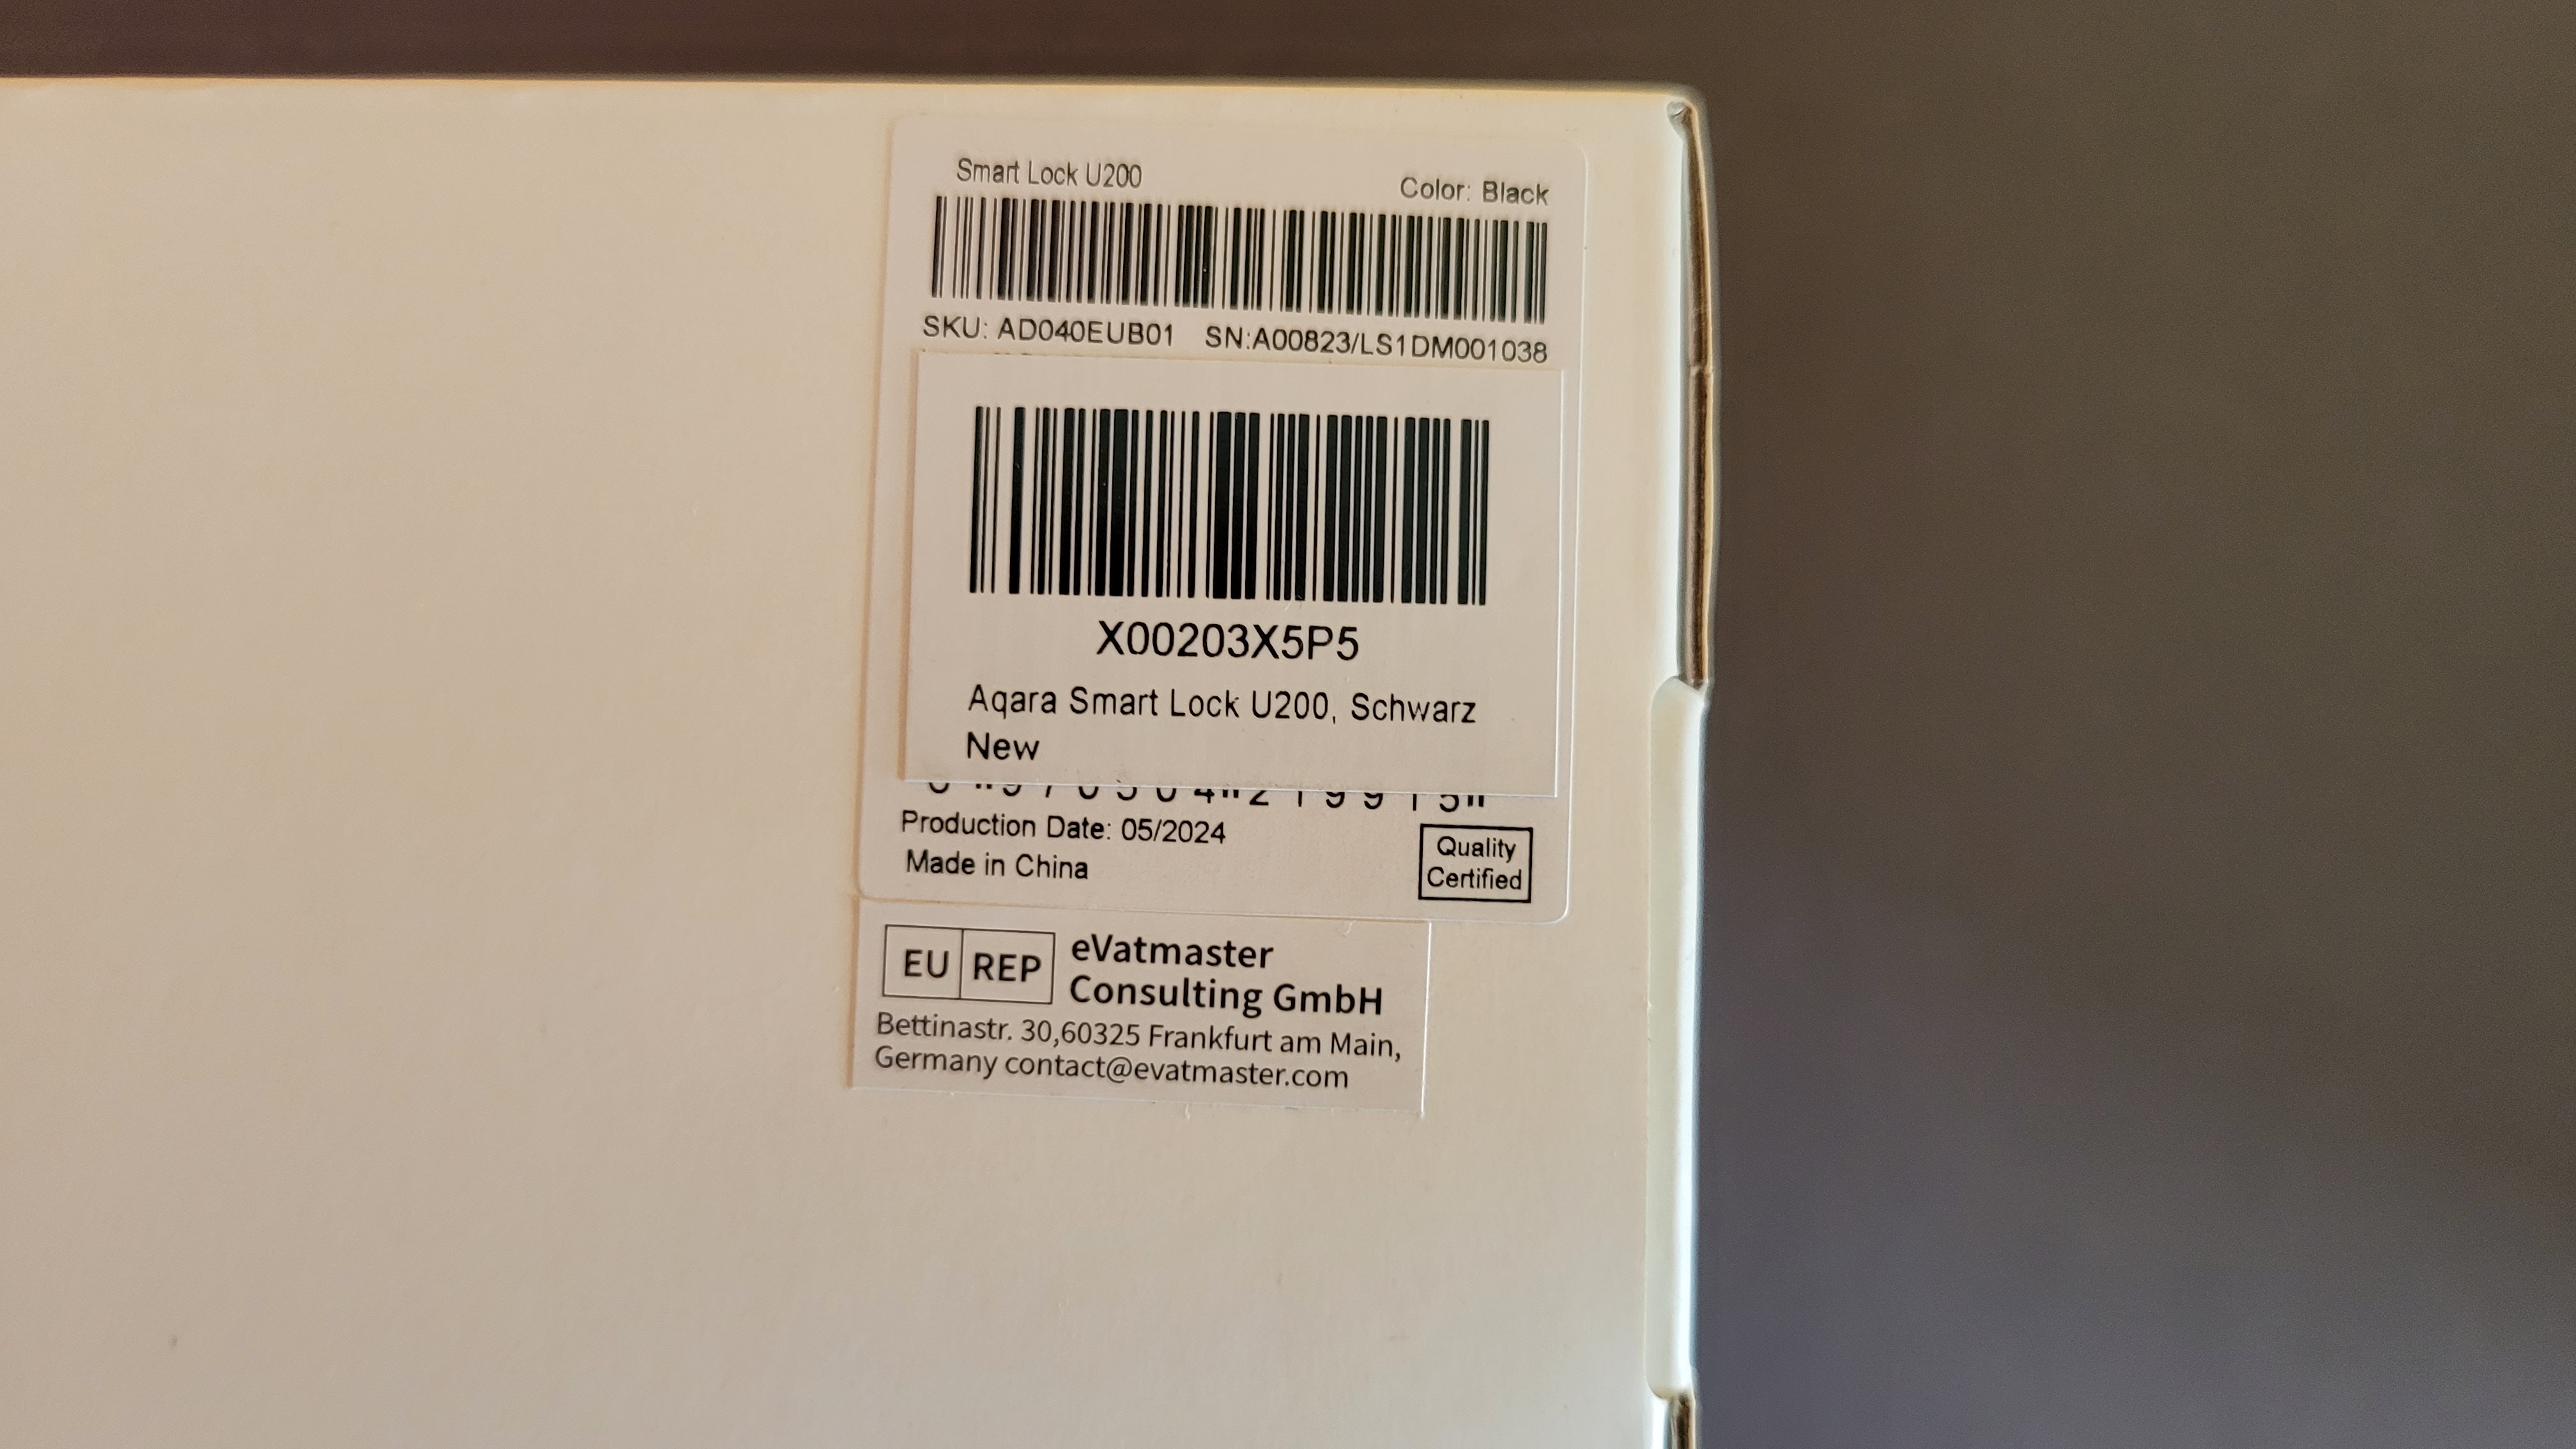 Smart Lock U200 Color: Black
SKU: AD040EUB01 SN:A00823/LS1DM001038
X00203X5P5
Aqara Smart Lock U200, Schwarz
New
Production Date: 05/2024
Made in China
Quality
Certified
EU REP
eVatmaster
Consulting GmbH
Bettinastr. 30,60325 Frankfurt am Main,
Germany contact@evatmaster.com